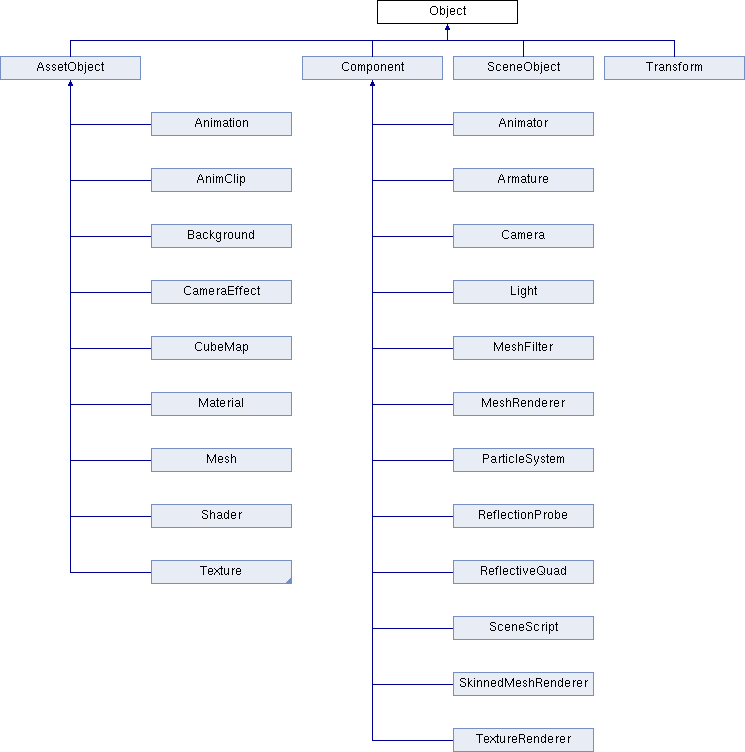 Object
AssetObject
Component
SceneObject
Transform
Animation
Animator
AnimClip
Armature
Background
Camera
CameraEffect
Light
CubeMap
MeshFilter
Material
MeshRenderer
Mesh
ParticleSystem
Shader
ReflectionProbe
Texture
ReflectiveQuad
SceneScript
SkinnedMeshRenderer
TextureRenderer